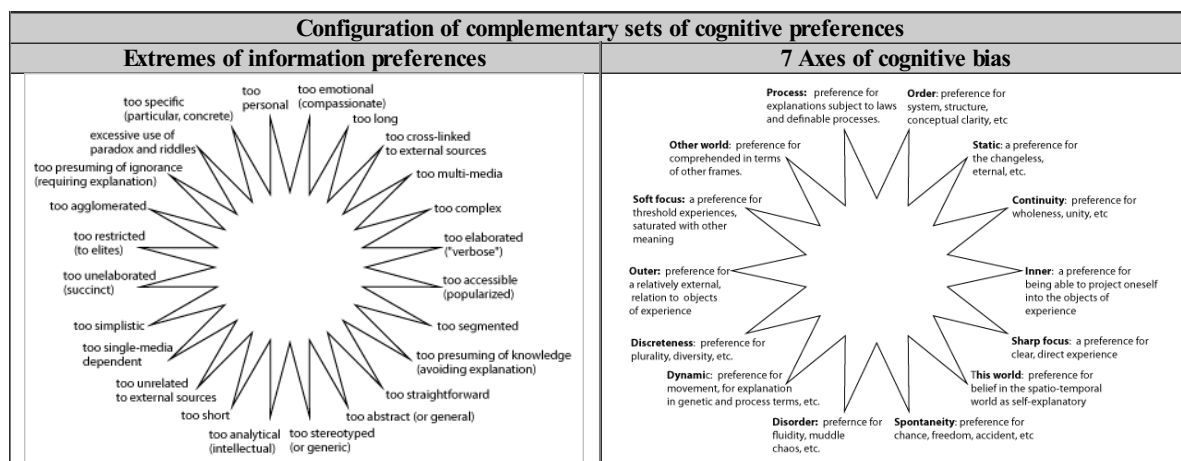 Configuration of complementary sets of cognitive preferences
Extremes of information preferences
7 Axes of cognitive bias
too emotional
(compassionate)
too long
too cross-linked
to external sources
too multi-media
too complex
too elaborated
("verbose")
too accessible
(popularized)
too segmented
too presuming of knowledge
(avoiding explanation)
too straightforward
too abstract (or general)
too stereotyped
(or generic)
too analytical
(intellectual)
too short
too unrelated
to external sources
too single-media
dependent
too simplistic
too unelaborated
(succinct)
too restricted
(to elites)
too agglomerated
too presuming of ignorance
(requiring explanation)
excessive use of
paradox and riddles
too specific
(particular, concrete)
too
personal
Order: preference for
system, structure,
conceptual clarity, etc
Static: a preference for
the changeless,
eternal, etc.
Continuity: preference for
wholeness, unity, etc
Inner: a preference for
being able to project oneself
into the objects of
experience
Sharp focus: a preference for
clear, direct experience
This world: preference for
belief in the spatio-temporal
world as self-explanatory
Spontaneity: preference for
chance, freedom, accident, etc
Disorder: prefernce for
fluidity, muddle
chaos, etc.
Dynamic: preference for
movement, for explanation
in genetic and process terms, etc.
Discreteness: preference for
plurality, diversity, etc.
Outer: preference for
a relatively external,
relation to objects
of experience
Soft focus: a preference for
threshold experiences,
saturated with other
meaning
Other world: preference for
comprehended in terms
of other frames.
Process: preference for
explanations subject to laws
and definable processes.